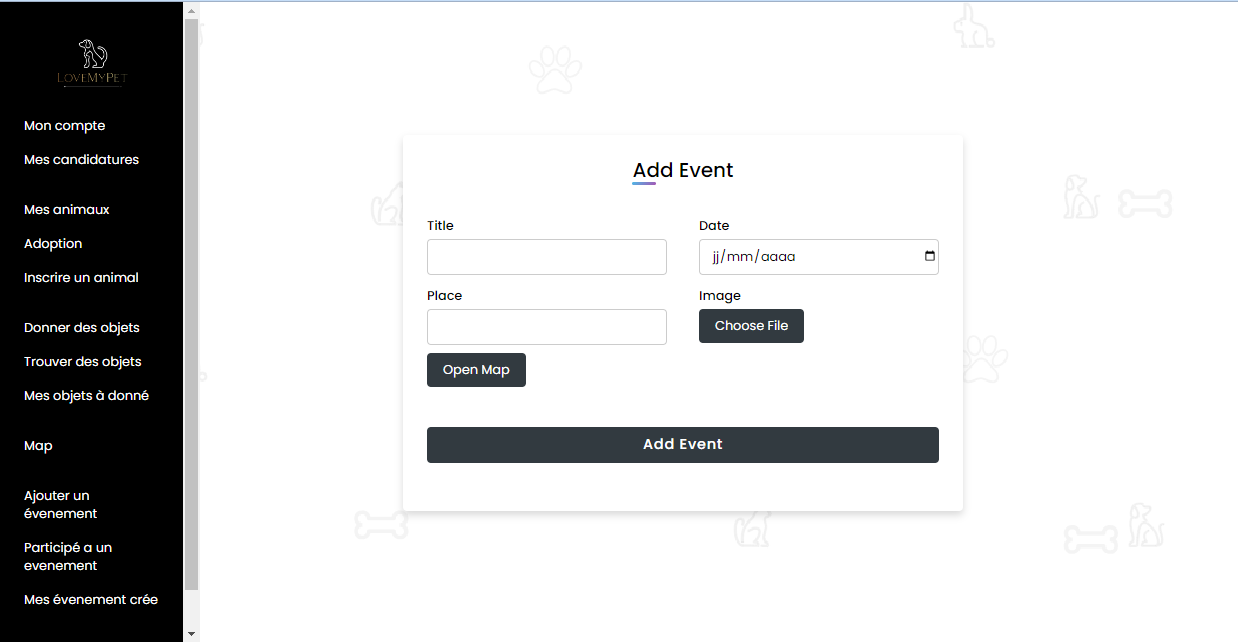 LOVEMYPET
Mon compte
Mes candidatures
Mes animaux
Adoption
Inscrire un animal
Donner des objets
Trouver des objets
Mes objets à donné
Map
Ajouter un
évenement
Participé a un
evenement
Mes évenement crée
Add Event
Title
Date
jj/mm/aaaa
Place
Image
Choose File
Open Map
Add Event